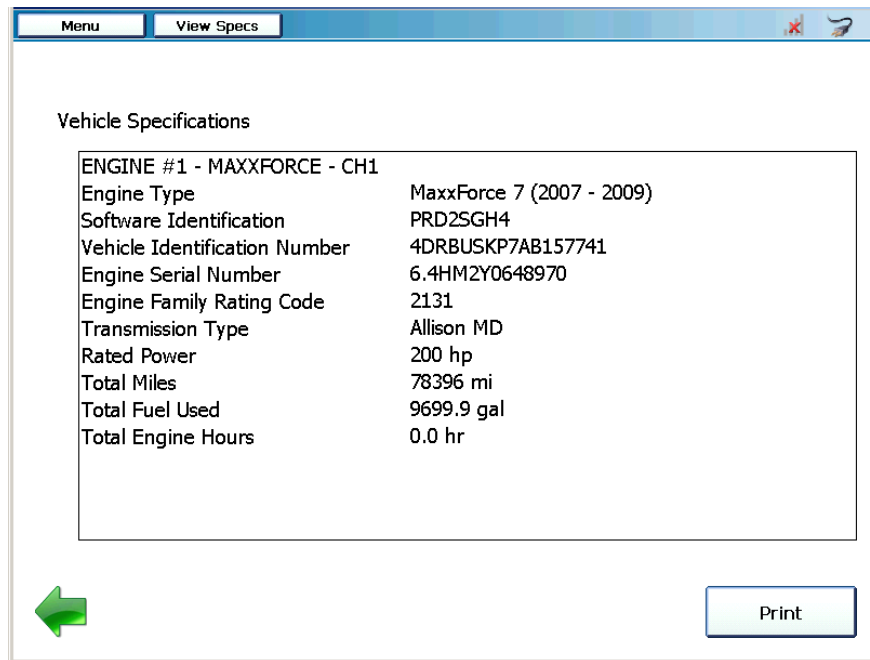 Menu View Specs
Vehicle Specifications
ENGINE #1 - MAXXFORCE - CH1
Engine Type MaxxForce 7 (2007 - 2009)
Software Identification PRD2SGH4
Vehicle Identification Number 4DRBUSKP7AB157741
Engine Serial Number 6.4HM2Y0648970
Engine Family Rating Code 2131
Transmission Type Allison MD
Rated Power 200 hp
Total Miles 78396 mi
Total Fuel Used 9699.9 gal
Total Engine Hours 0.0 hr
Print